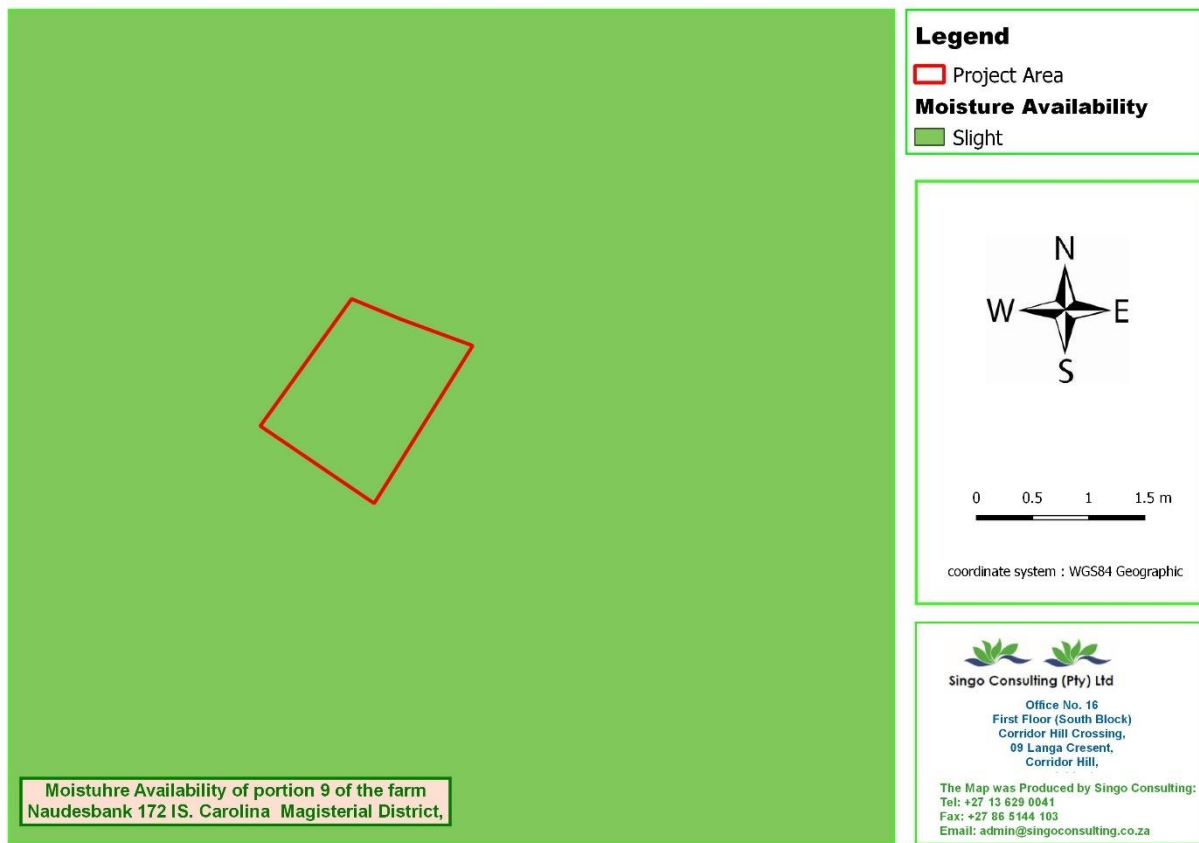 Legend
Project Area
Moisture Availability
Slight
N
W E
S
0 0.5 1 1.5 m
coordinate system : WGS84 Geographic
Singo Consulting (Pty) Ltd
Office No. 16
First Floor (South Block)
Corridor Hill Crossing,
09 Langa Cresent,
Corridor Hill,
The Map was Produced by Singo Consulting:
Tel: +27 13 629 0041
Fax: +27 86 5144 103
Email: admin@singoconsulting.co.za
Moistuhre Availability of portion 9 of the farm
Naudesbank 172 IS. Carolina Magisterial District,